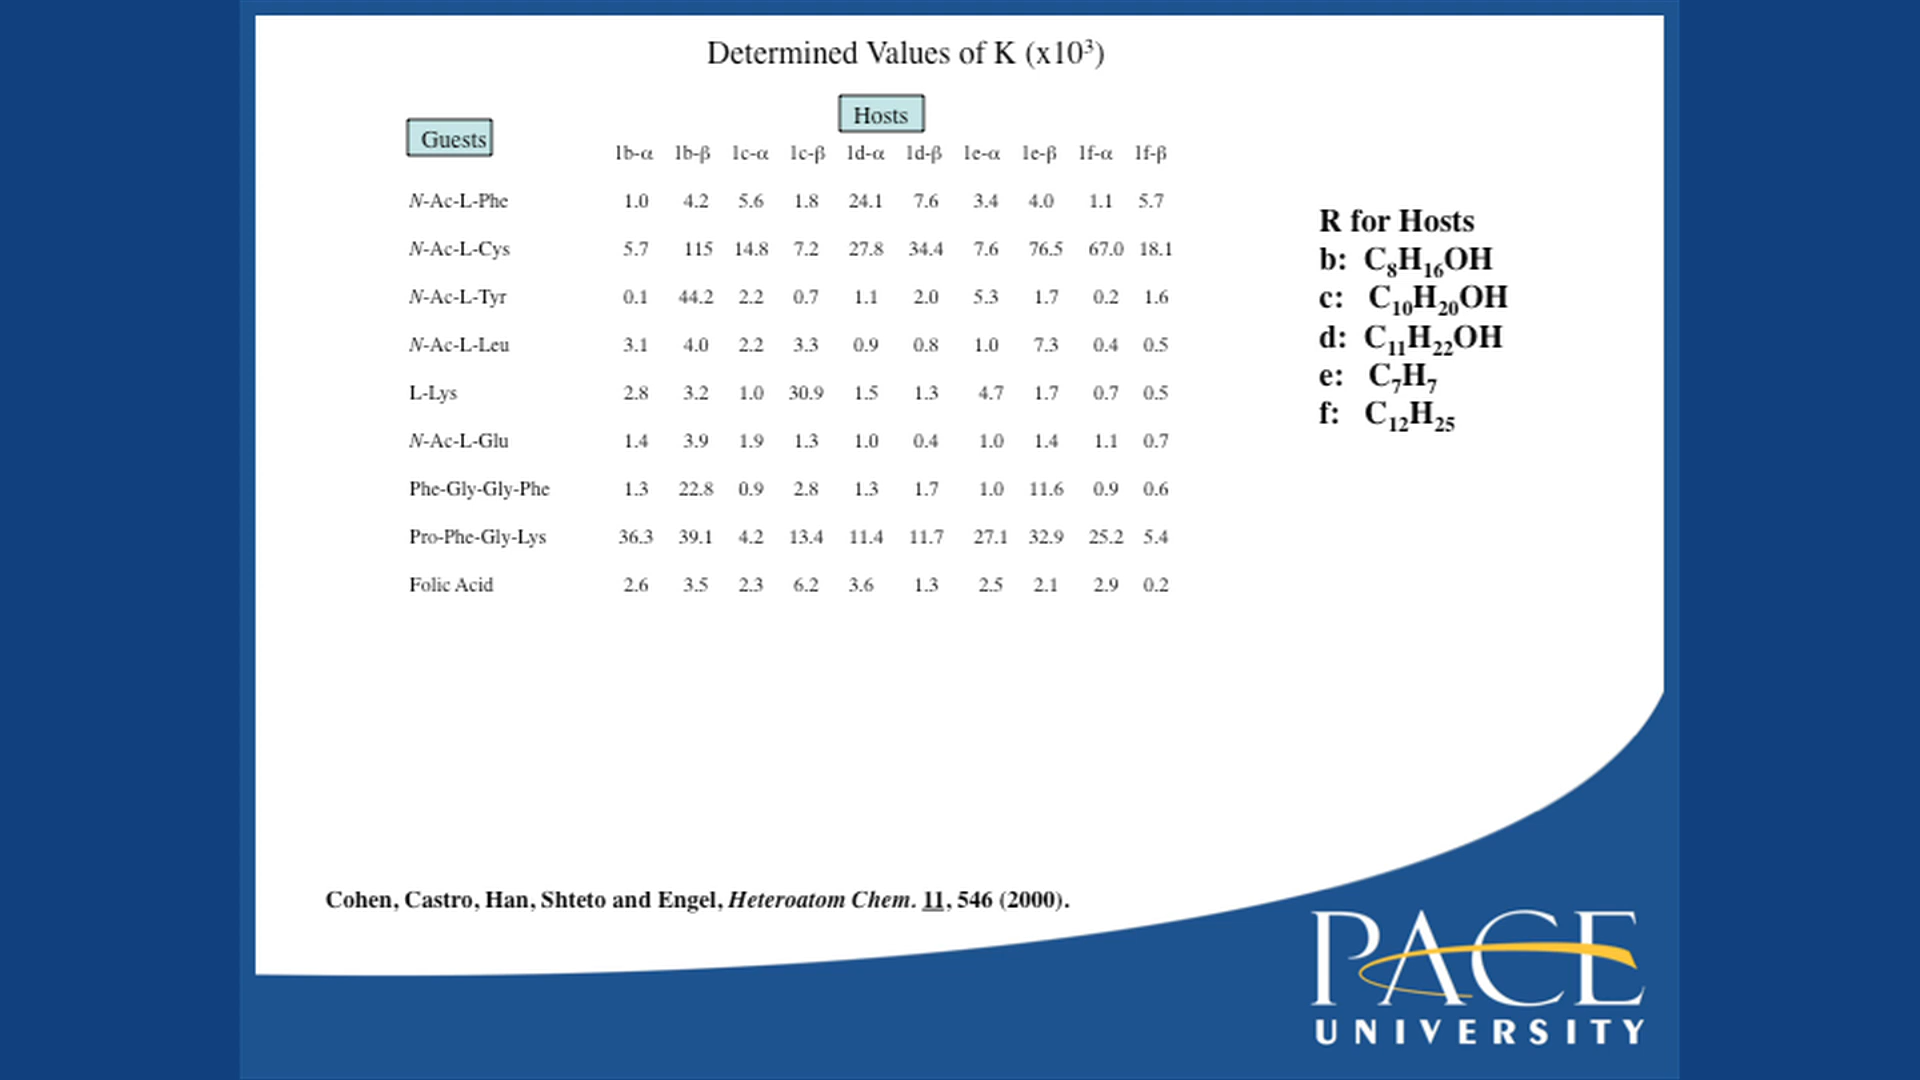 Determined Values of K (x10³)
Hosts
Guests
1b-α 1b-β 1c-α 1c-β 1d-α 1d-β 1e-α 1e-β 1f-α 1f-β
N-Ac-L-Phe 1.0 4.2 5.6 1.8 24.1 7.6 3.4 4.0 1.1 5.7
N-Ac-L-Cys 5.7 115 14.8 7.2 27.8 34.4 7.6 76.5 67.0 18.1
N-Ac-L-Tyr 0.1 44.2 2.2 0.7 1.1 2.0 5.3 1.7 0.2 1.6
N-Ac-L-Leu 3.1 4.0 2.2 3.3 0.9 0.8 1.0 7.3 0.4 0.5
L-Lys 2.8 3.2 1.0 30.9 1.5 1.3 4.7 1.7 0.7 0.5
N-Ac-L-Glu 1.4 3.9 1.9 1.3 1.0 0.4 1.0 1.4 1.1 0.7
Phe-Gly-Gly-Phe 1.3 22.8 0.9 2.8 1.3 1.7 1.0 11.6 0.9 0.6
Pro-Phe-Gly-Lys 36.3 39.1 4.2 13.4 11.4 11.7 27.1 32.9 25.2 5.4
Folic Acid 2.6 3.5 2.3 6.2 3.6 1.3 2.5 2.1 2.9 0.2
R for Hosts
b: C₈H₁₆OH
c: C₁₀H₂₀OH
d: C₁₁H₂₂OH
e: C₇H₇
f: C₁₂H₂₅
Cohen, Castro, Han, Shteto and Engel, Heteroatom Chem. 11, 546 (2000).
PACE
UNIVERSITY